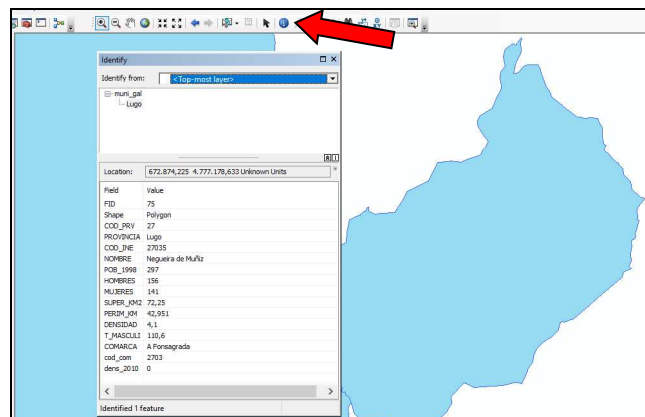 Identify
Identify from: <Top-most layer>
muni_gal
Lugo
Location: 672.874,225 4.777.178,633 Unknown Units
Field Value
FID 75
Shape Polygon
COD_PRV 27
PROVINCIA Lugo
COD_INE 27035
NOMBRE Negueira de Muñiz
POB_1998 297
HOMBRES 156
MUJERES 141
SUPER_KM2 72,25
PERIM_KM 42,951
DENSIDAD 4,1
T_MASCULI 110,6
COMARCA A Fonsagrada
cod_com 2703
dens_2010 0
Identified 1 feature